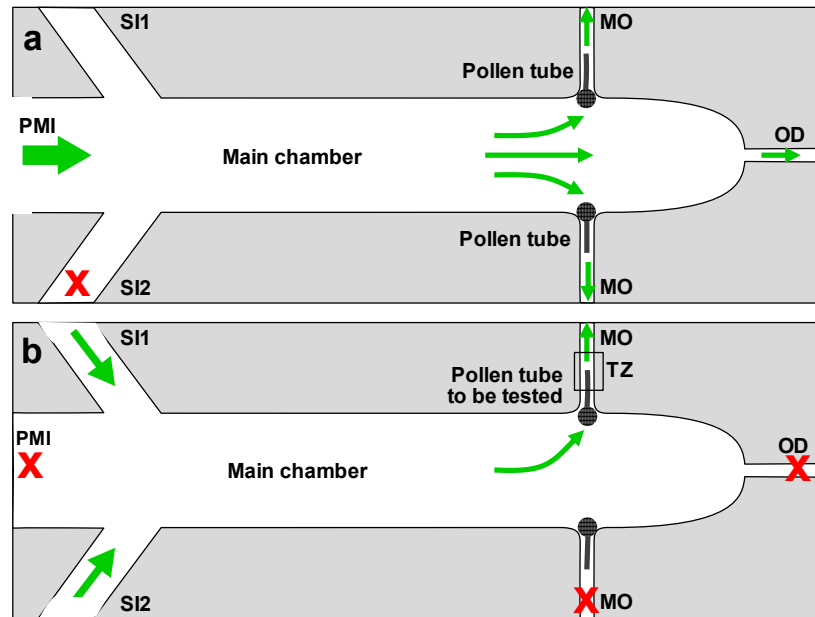 a
SI1
MO
Pollen tube
PMI
Main chamber
OD
Pollen tube
X
SI2
MO
b
SI1
MO
TZ
Pollen tube
to be tested
PMI
X
Main chamber
OD
X
SI2
X
MO